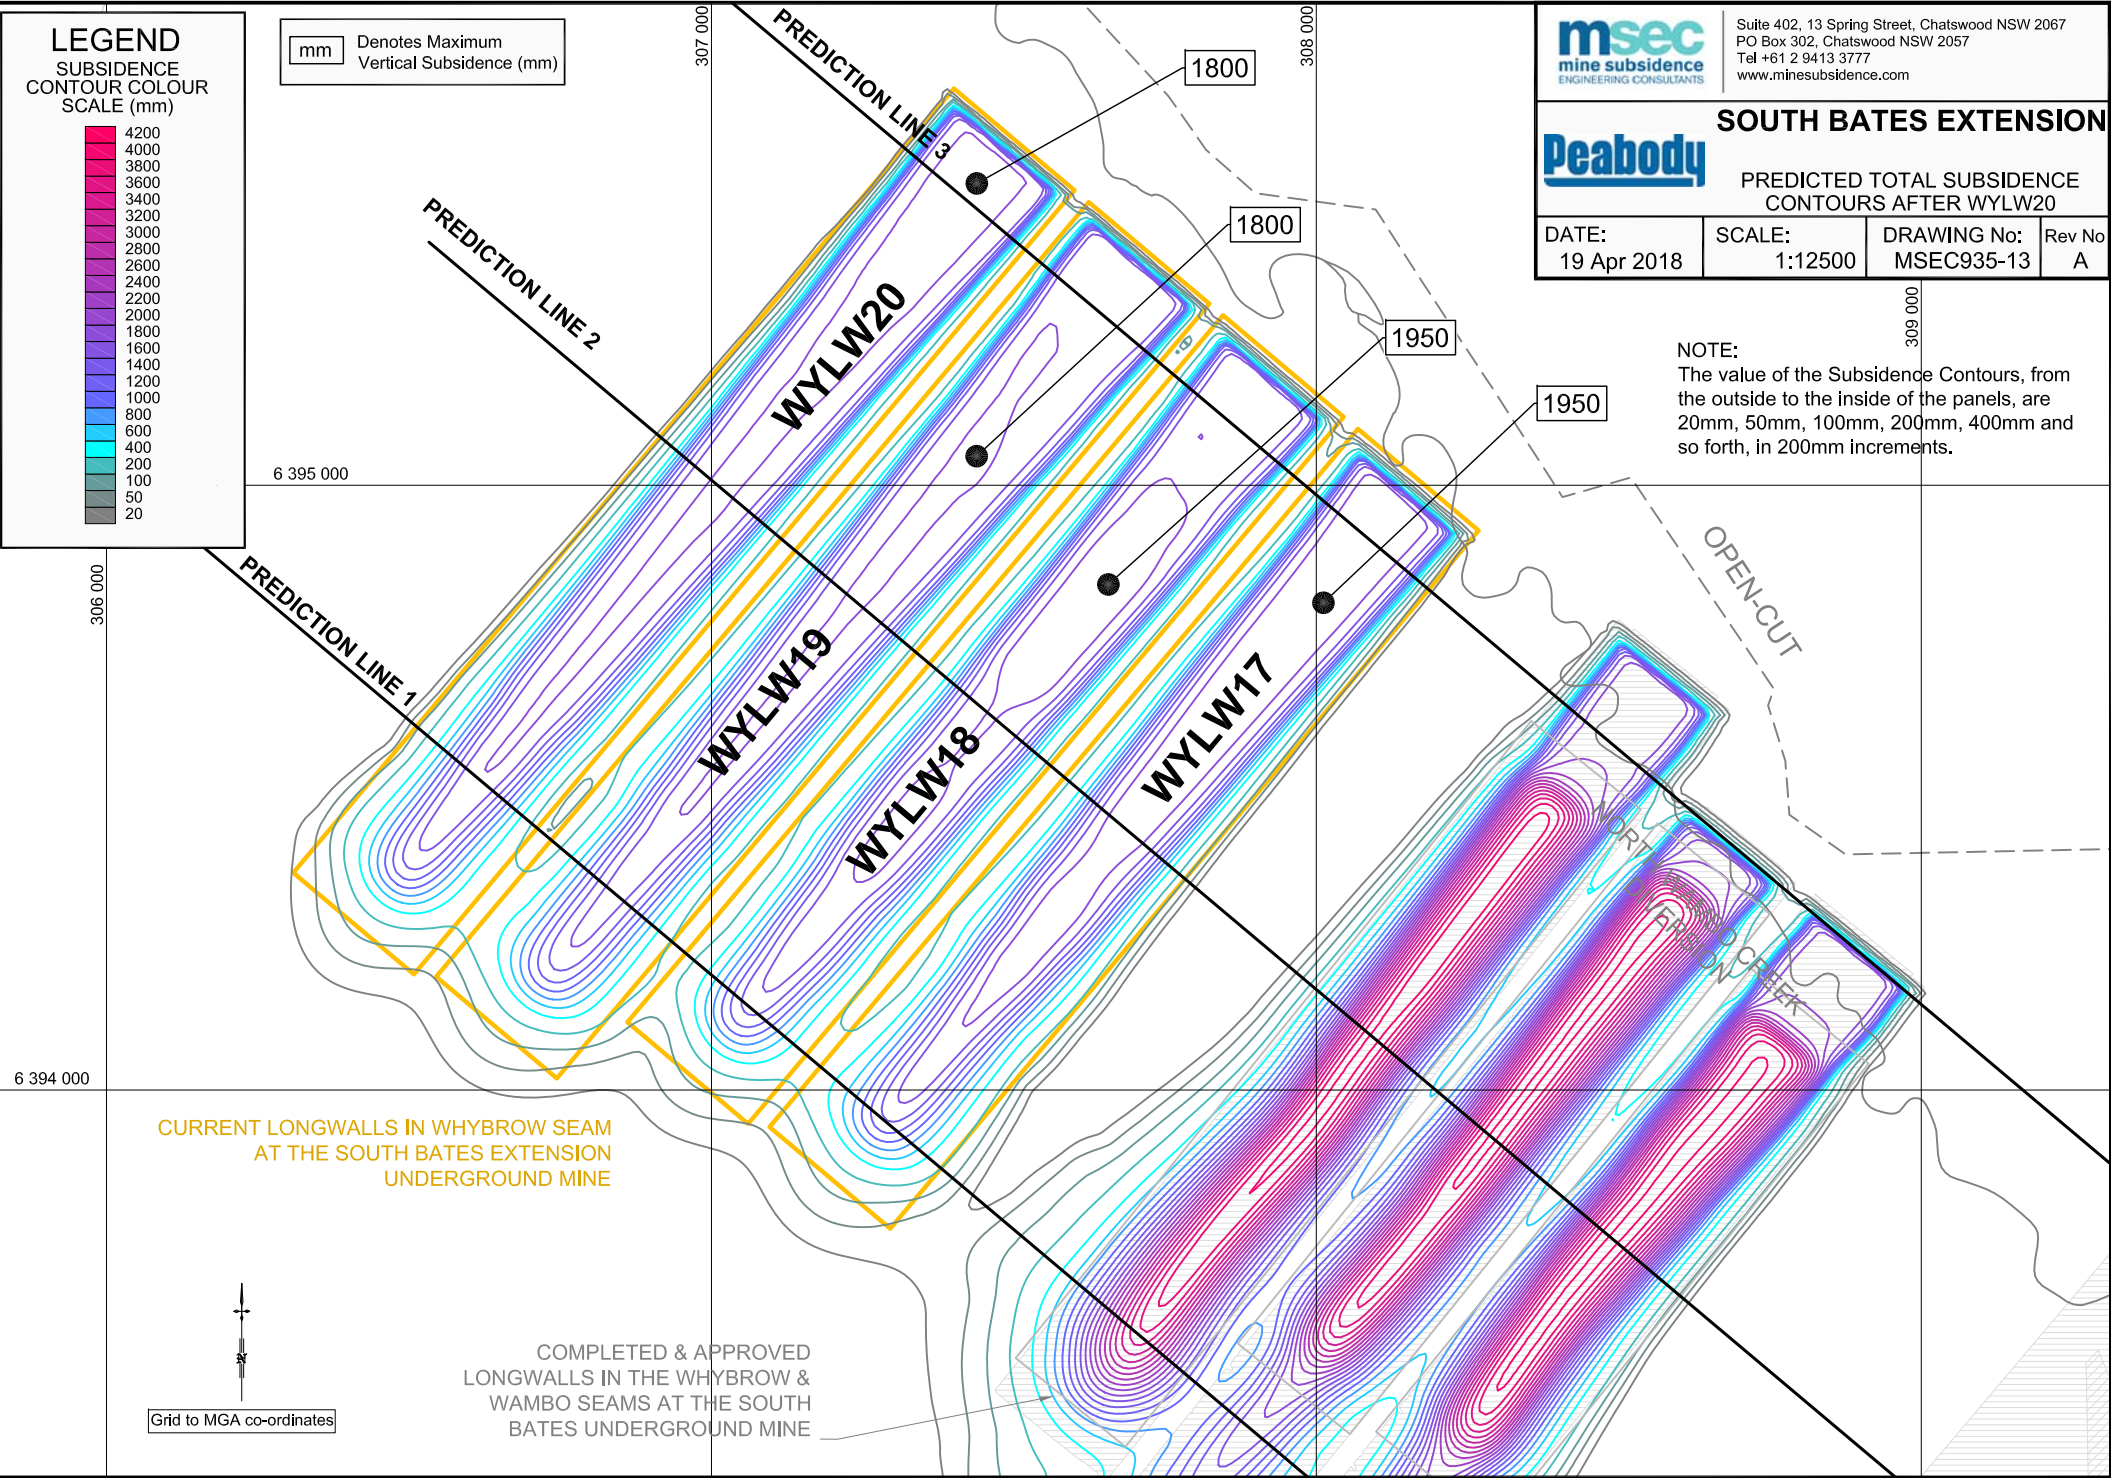 LEGEND
SUBSIDENCE
CONTOUR COLOUR
SCALE (mm)
4200
4000
3800
3600
3400
3200
3000
2800
2600
2400
2200
2000
1800
1600
1400
1200
1000
800
600
400
200
100
50
20
mm
Denotes Maximum
Vertical Subsidence (mm)
307 000
308 000
309 000
306 000
6 395 000
6 394 000
PREDICTION LINE 3
PREDICTION LINE 2
PREDICTION LINE 1
1800
1800
1950
1950
WYLW20
WYLW19
WYLW18
WYLW17
msec
mine subsidence
ENGINEERING CONSULTANTS
Suite 402, 13 Spring Street, Chatswood NSW 2067
PO Box 302, Chatswood NSW 2057
Tel +61 2 9413 3777
www.minesubsidence.com
Peabody
SOUTH BATES EXTENSION
PREDICTED TOTAL SUBSIDENCE
CONTOURS AFTER WYLW20
DATE:
19 Apr 2018
SCALE:
1:12500
DRAWING No:
MSEC935-13
Rev No
A
NOTE:
The value of the Subsidence Contours, from
the outside to the inside of the panels, are
20mm, 50mm, 100mm, 200mm, 400mm and
so forth, in 200mm increments.
OPEN-CUT
NORTH WAMBO CREEK
DIVERSION
CURRENT LONGWALLS IN WHYBROW SEAM
AT THE SOUTH BATES EXTENSION
UNDERGROUND MINE
COMPLETED & APPROVED
LONGWALLS IN THE WHYBROW &
WAMBO SEAMS AT THE SOUTH
BATES UNDERGROUND MINE
N
Grid to MGA co-ordinates